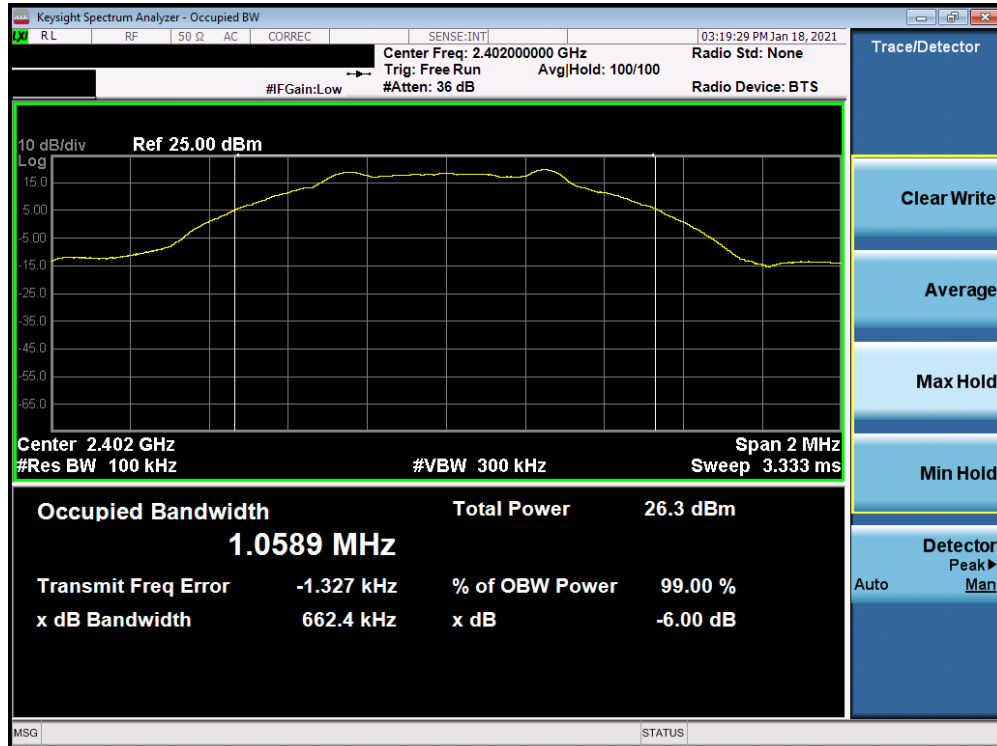 Keysight Spectrum Analyzer - Occupied BW
LXI RL RF 50 Ω AC CORREC SENSE:INT 03:19:29 PM Jan 18, 2021
Center Freq: 2.402000000 GHz Radio Std: None
Trig: Free Run Avg|Hold: 100/100
#IFGain:Low #Atten: 36 dB Radio Device: BTS
10 dB/div Ref 25.00 dBm
Log
15.0
5.00
-5.00
-15.0
-25.0
-35.0
-45.0
-55.0
-65.0
Center 2.402 GHz Span 2 MHz
#Res BW 100 kHz #VBW 300 kHz Sweep 3.333 ms
Occupied Bandwidth Total Power 26.3 dBm
1.0589 MHz
Transmit Freq Error -1.327 kHz % of OBW Power 99.00 %
x dB Bandwidth 662.4 kHz x dB -6.00 dB
MSG STATUS
Trace/Detector
Clear Write
Average
Max Hold
Min Hold
Detector
Peak▶
Auto Man